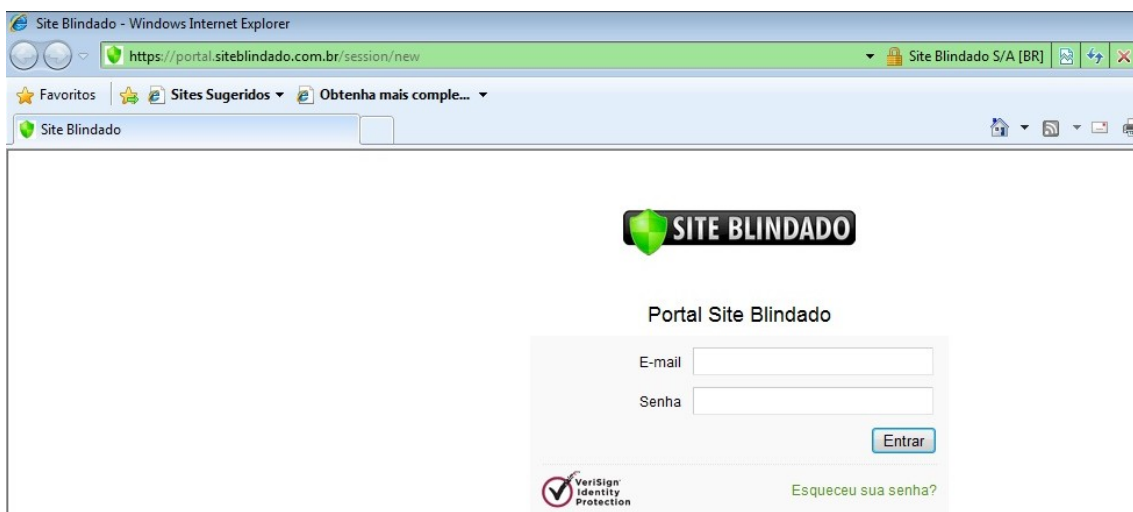 Site Blindado - Windows Internet Explorer
https://portal.siteblindado.com.br/session/new
Site Blindado S/A [BR]
Favoritos
Sites Sugeridos
Obtenha mais comple...
Site Blindado
SITE BLINDADO
Portal Site Blindado
E-mail
Senha
Entrar
VeriSign
Identity
Protection
Esqueceu sua senha?